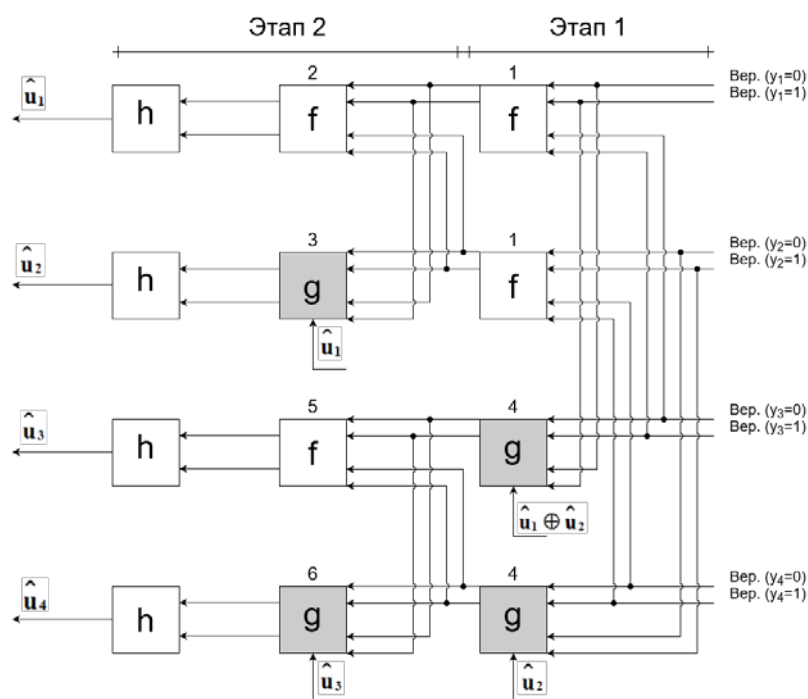 Этап 2
Этап 1
2
1
Вер. (y₁=0)
Вер. (y₁=1)
û₁
h
f
f
3
1
Вер. (y₂=0)
Вер. (y₂=1)
û₂
h
g
f
û₁
5
4
Вер. (y₃=0)
Вер. (y₃=1)
û₃
h
f
g
û₁ ⊕ û₂
6
4
Вер. (y₄=0)
Вер. (y₄=1)
û₄
h
g
g
û₃
û₂